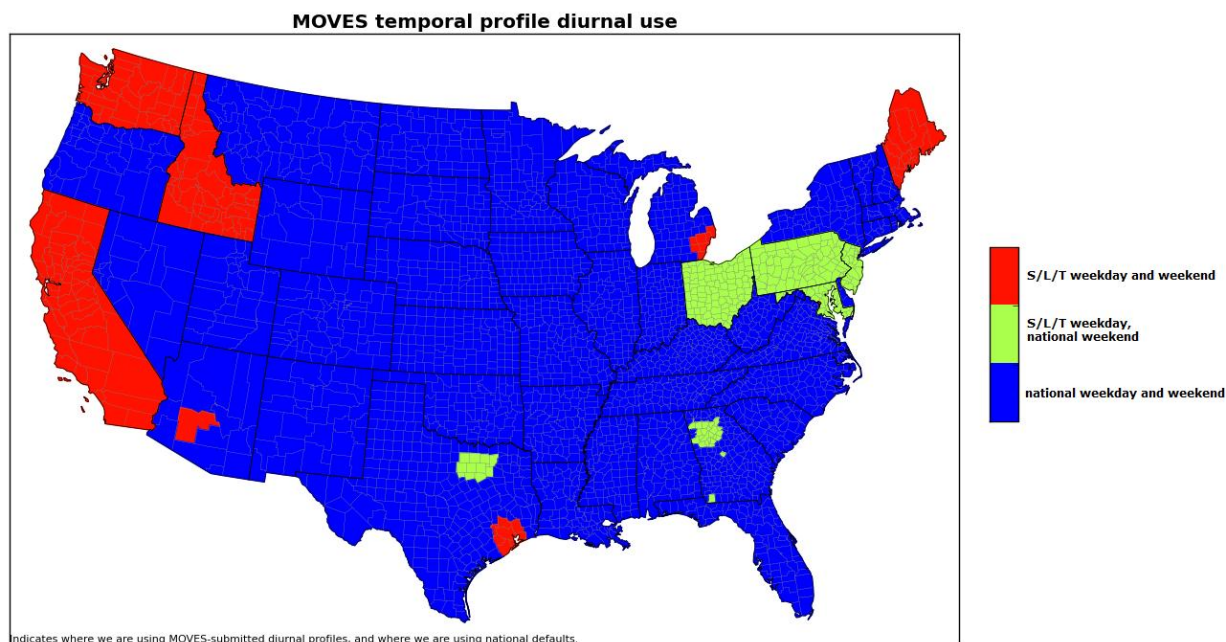 MOVES temporal profile diurnal use
S/L/T weekday and weekend
S/L/T weekday,
national weekend
national weekday and weekend
Indicates where we are using MOVES-submitted diurnal profiles, and where we are using national defaults.